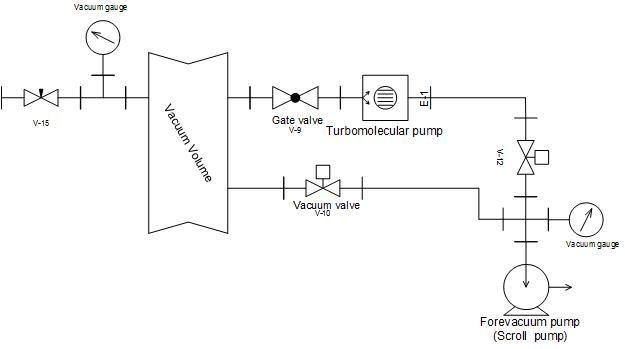 Vacuum gauge
V-15
Vacuum Volume
Gate valve
V-9
Turbomolecular pump
E-1
V-12
Vacuum valve
V-10
Vacuum gauge
Forevacuum pump
(Scroll pump)